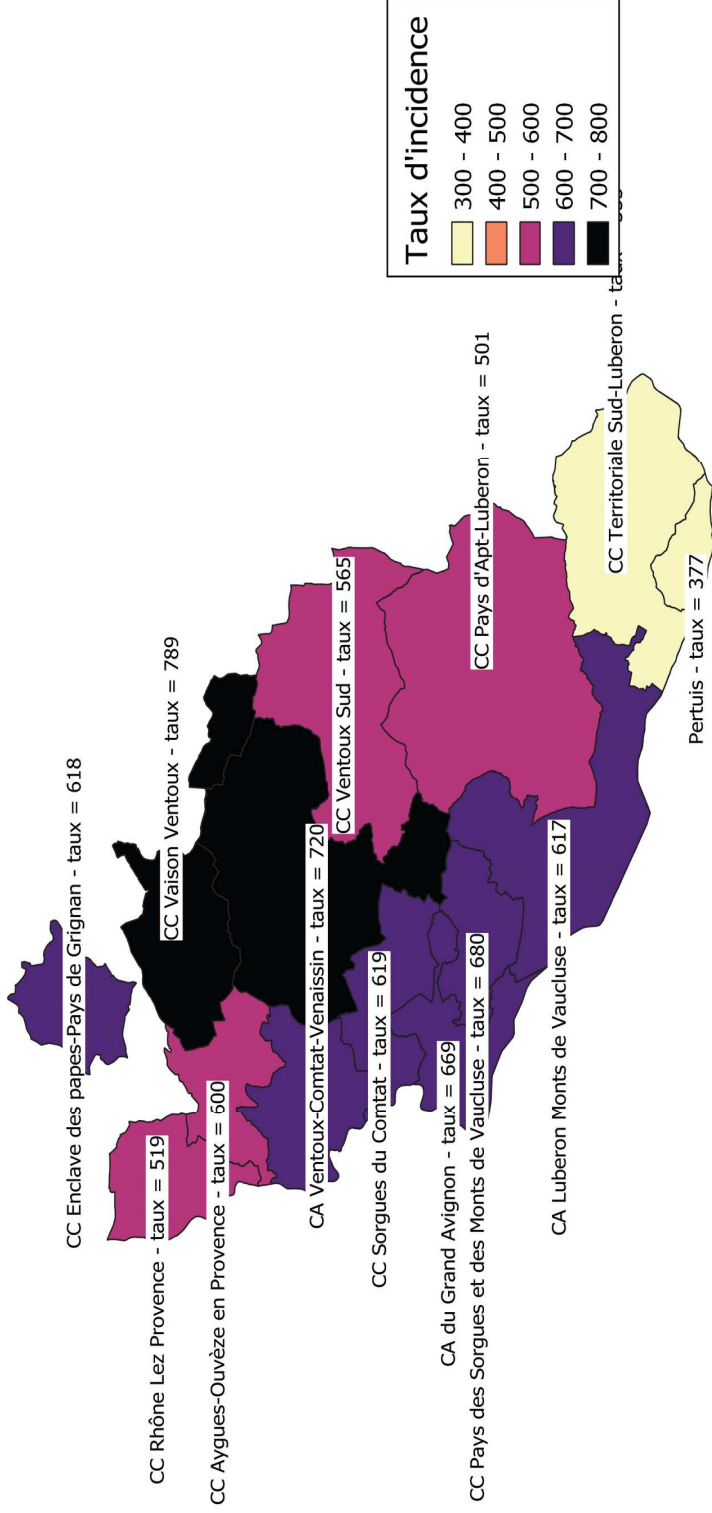 CC Enclave des papes-Pays de Grignan - taux = 618
CC Rhône Lez Provence - taux = 519
CC Vaison Ventoux - taux = 789
CC Aygues-Ouvèze en Provence - taux = 600
CA Ventoux-Comtat-Venaissin - taux = 720
CC Ventoux Sud - taux = 565
CC Sorgues du Comtat - taux = 619
CA du Grand Avignon - taux = 669
CC Pays des Sorgues et des Monts de Vaucluse - taux = 680
CC Pays d'Apt-Luberon - taux = 501
CA Luberon Monts de Vaucluse - taux = 617
CC Territoriale Sud-Luberon -
Pertuis - taux = 377
Taux d'incidence
300 - 400
400 - 500
500 - 600
600 - 700
700 - 800